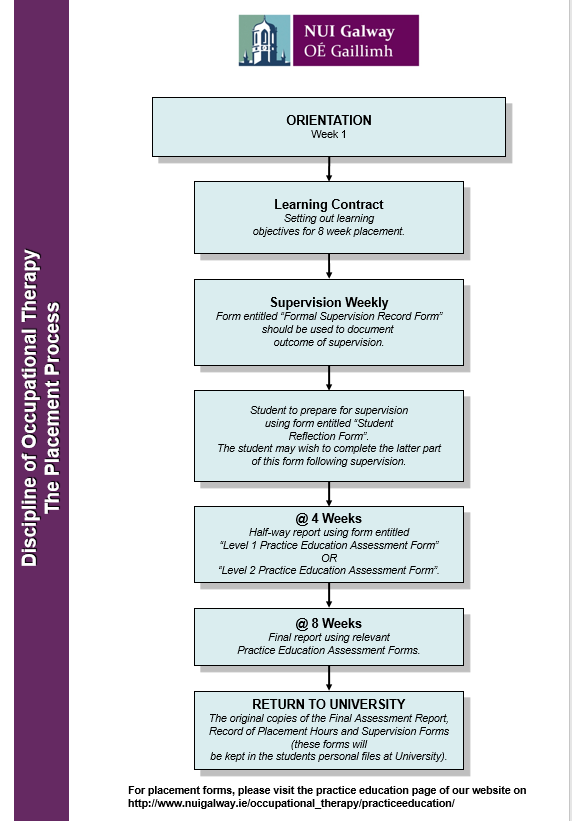 NUI Galway
OÉ Gaillimh
Discipline of Occupational Therapy
The Placement Process
ORIENTATION
Week 1
Learning Contract
Setting out learning
objectives for 8 week placement.
Supervision Weekly
Form entitled “Formal Supervision Record Form”
should be used to document
outcome of supervision.
Student to prepare for supervision
using form entitled “Student
Reflection Form”.
The student may wish to complete the latter part
of this form following supervision.
@ 4 Weeks
Half-way report using form entitled
“Level 1 Practice Education Assessment Form”
OR
“Level 2 Practice Education Assessment Form”.
@ 8 Weeks
Final report using relevant
Practice Education Assessment Forms.
RETURN TO UNIVERSITY
The original copies of the Final Assessment Report,
Record of Placement Hours and Supervision Forms
(these forms will
be kept in the students personal files at University).
For placement forms, please visit the practice education page of our website on
http://www.nuigalway.ie/occupational_therapy/practiceeducation/